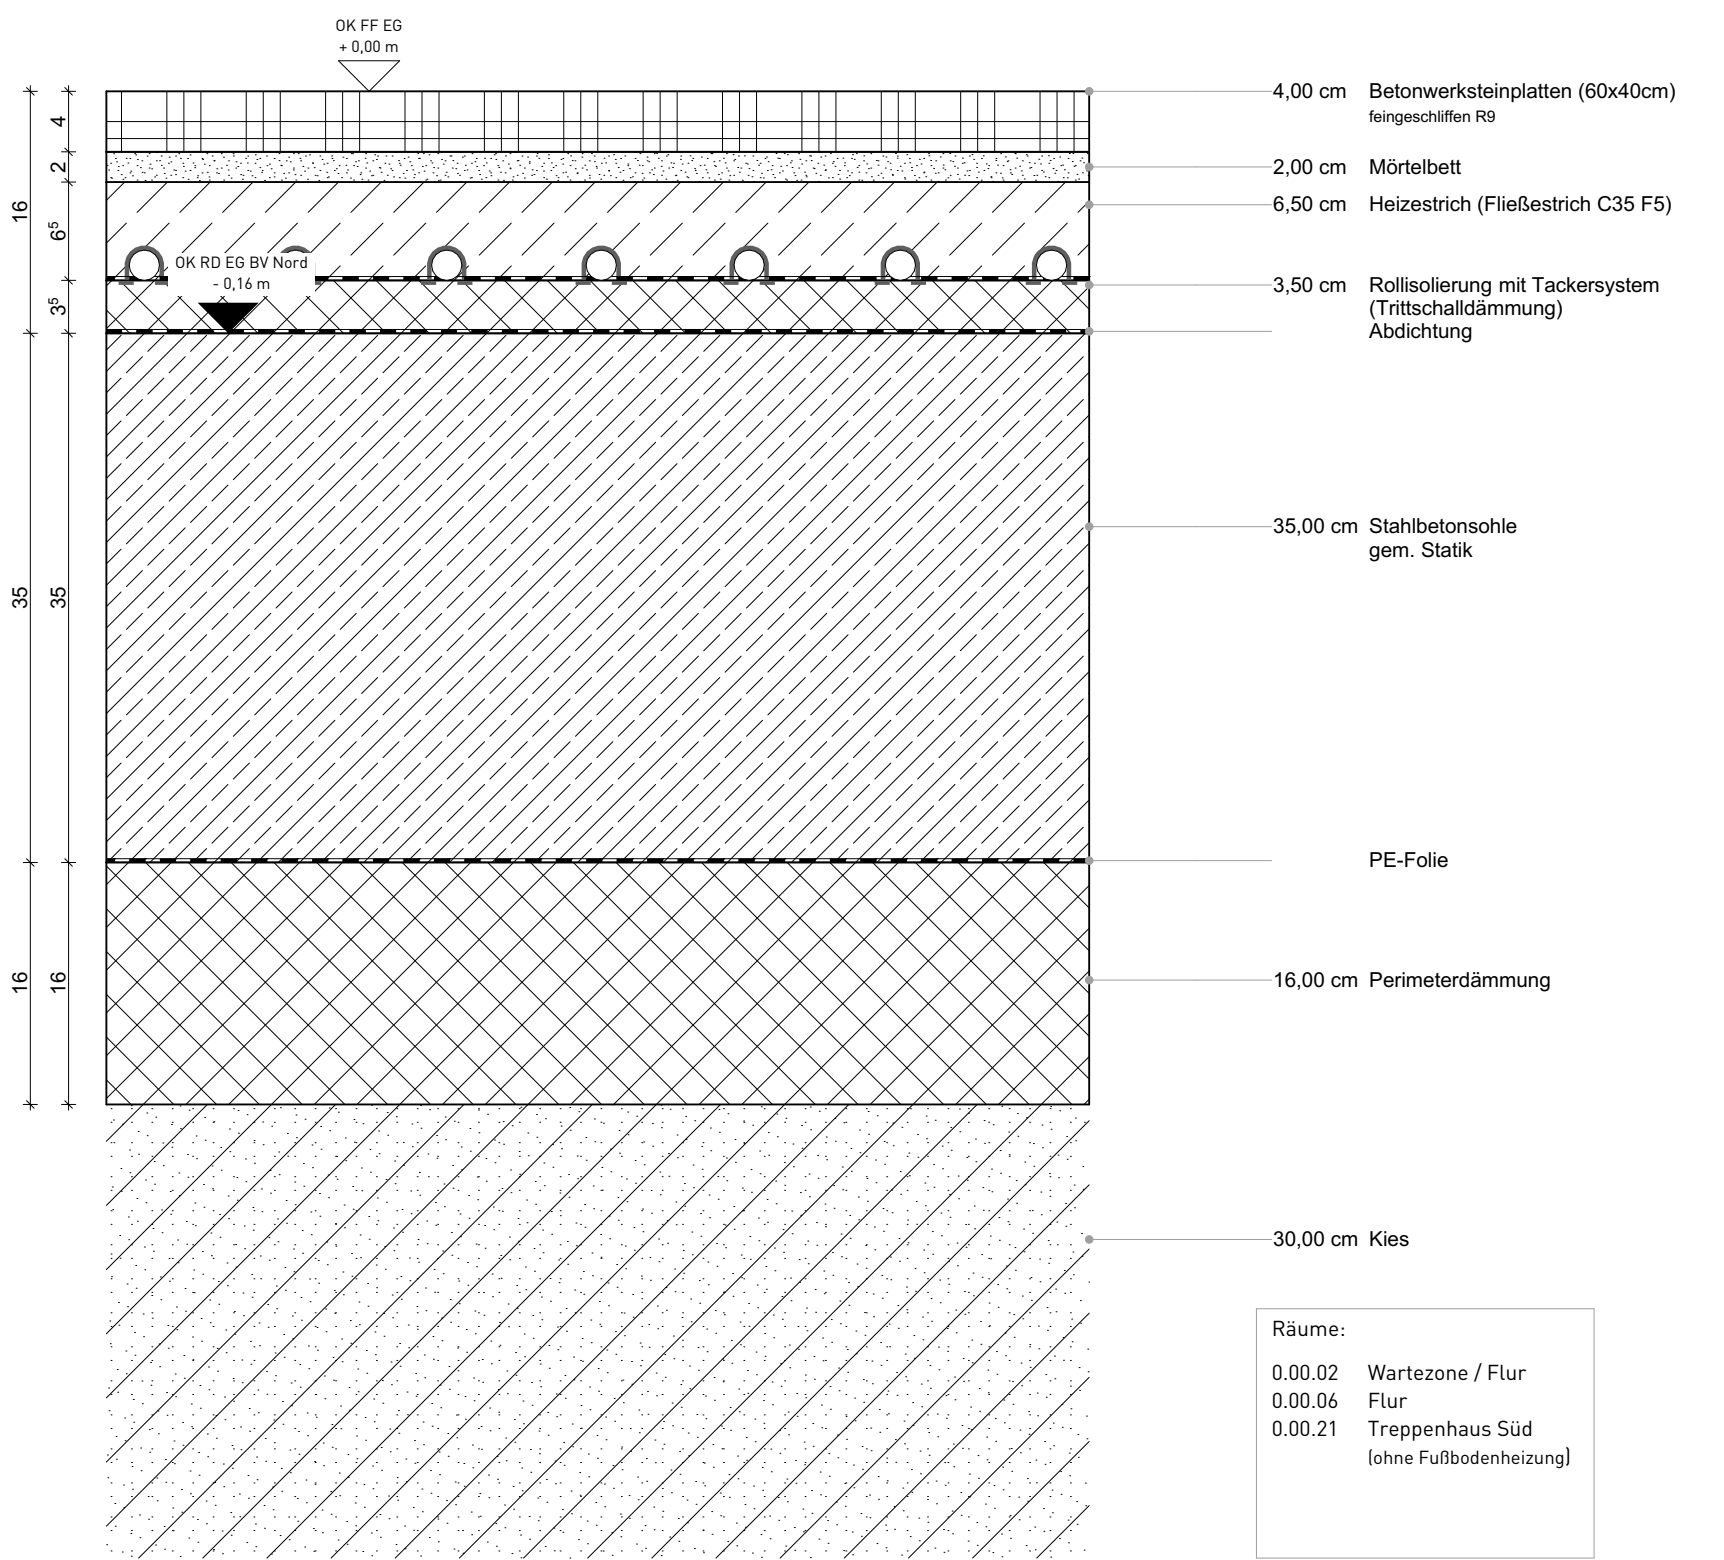 OK FF EG
+ 0,00 m
4,00 cm Betonwerksteinplatten (60x40cm)
feingeschliffen R9
4
2,00 cm Mörtelbett
2
6,50 cm Heizestrich (Fließestrich C35 F5)
16
6⁵
OK RD EG BV Nord
- 0,16 m
3,50 cm Rollisolierung mit Tackersystem
(Trittschalldämmung)
3⁵
Abdichtung
35,00 cm Stahlbetonsohle
gem. Statik
35
35
PE-Folie
16,00 cm Perimeterdämmung
16
16
30,00 cm Kies
Räume:
0.00.02 Wartezone / Flur
0.00.06 Flur
0.00.21 Treppenhaus Süd
(ohne Fußbodenheizung)